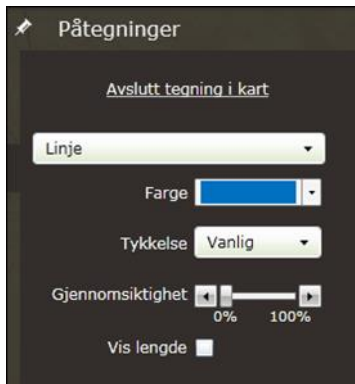 Påtegninger
Avslutt tegning i kart
Linje
Farge
Tykkelse Vanlig
Gjennomsiktighet
0% 100%
Vis lengde